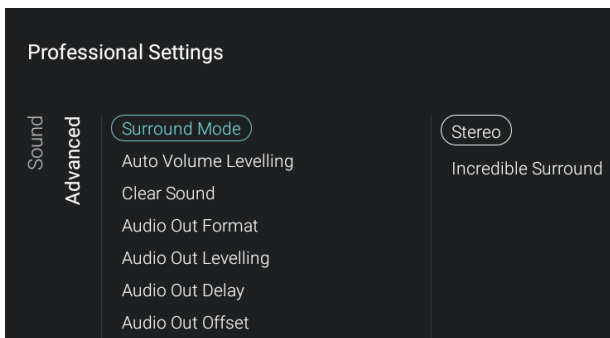 Professional Settings
Sound
Advanced
Surround Mode
Auto Volume Levelling
Clear Sound
Audio Out Format
Audio Out Levelling
Audio Out Delay
Audio Out Offset
Stereo
Incredible Surround